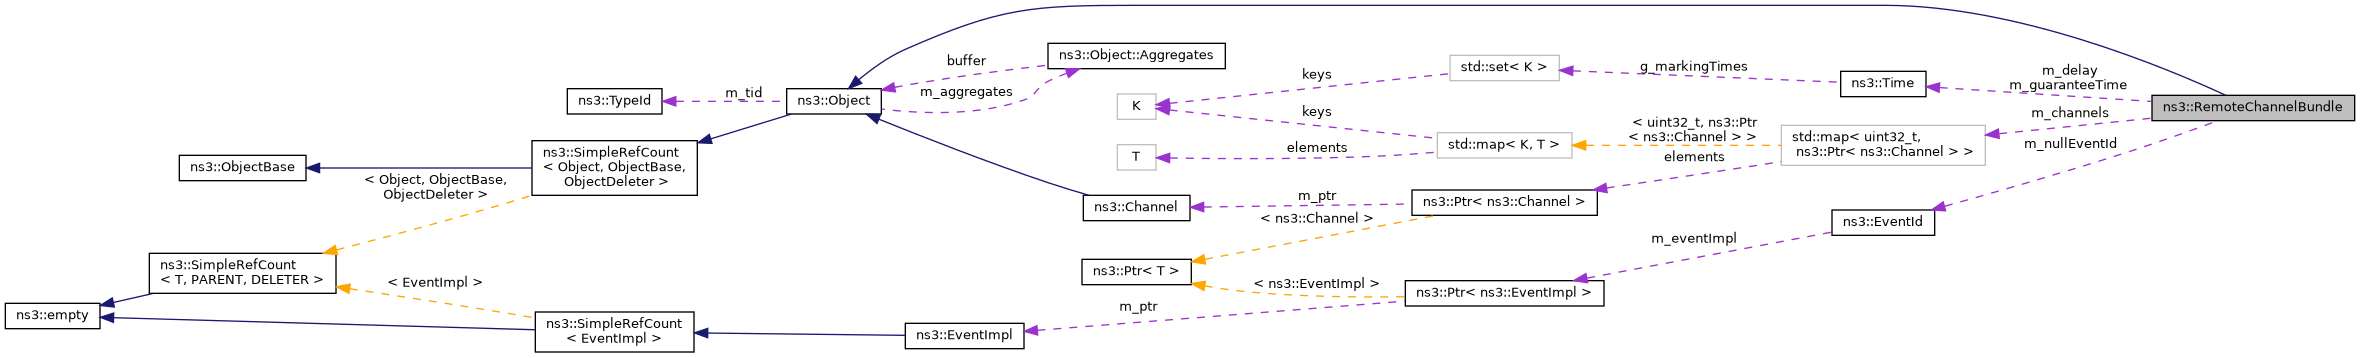 ns3::RemoteChannelBundle
m_delay
m_guaranteeTime
m_channels
m_nullEventId
ns3::Time
g_markingTimes
std::set< K >
keys
K
keys
std::map< K, T >
elements
T
< uint32_t, ns3::Ptr
< ns3::Channel > >
std::map< uint32_t,
ns3::Ptr< ns3::Channel > >
elements
ns3::Ptr< ns3::Channel >
m_ptr
ns3::Channel
< ns3::Channel >
ns3::Ptr< T >
< ns3::EventImpl >
ns3::EventId
m_eventImpl
ns3::Ptr< ns3::EventImpl >
m_ptr
ns3::EventImpl
ns3::Object::Aggregates
buffer
m_aggregates
ns3::Object
m_tid
ns3::TypeId
ns3::SimpleRefCount
< Object, ObjectBase,
ObjectDeleter >
ns3::ObjectBase
< Object, ObjectBase,
ObjectDeleter >
ns3::SimpleRefCount
< T, PARENT, DELETER >
< EventImpl >
ns3::SimpleRefCount
< EventImpl >
ns3::empty